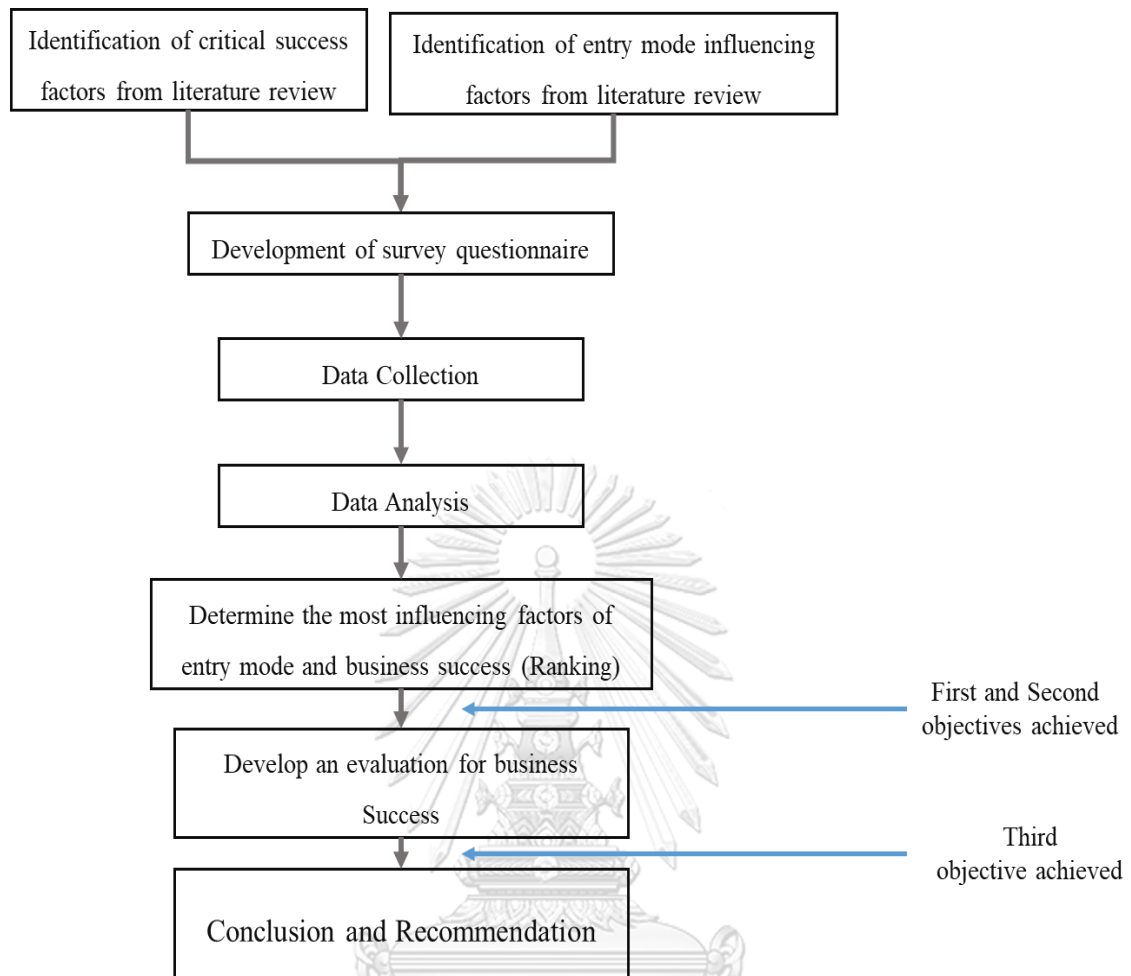 Identification of critical success
factors from literature review
Identification of entry mode influencing
factors from literature review
Development of survey questionnaire
Data Collection
Data Analysis
Determine the most influencing factors of
entry mode and business success (Ranking)
First and Second
objectives achieved
Develop an evaluation for business
Success
Third
objective achieved
Conclusion and Recommendation